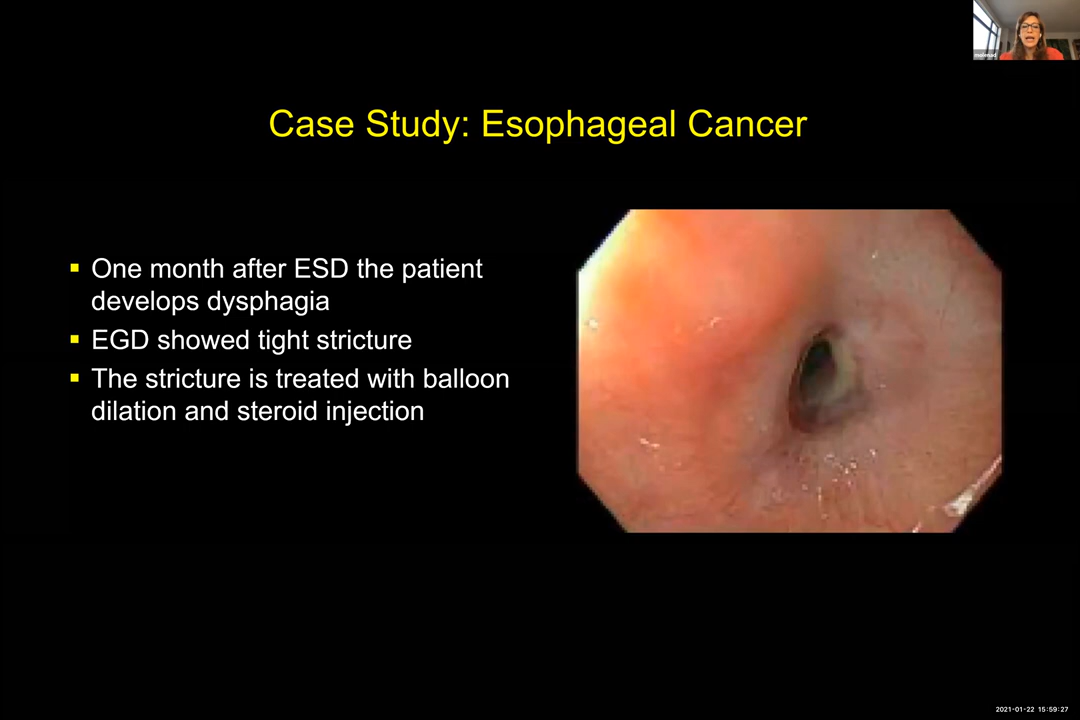 Case Study: Esophageal Cancer
▪ One month after ESD the patient
develops dysphagia
▪ EGD showed tight stricture
▪ The stricture is treated with balloon
dilation and steroid injection
2021-01-22 15:59:27